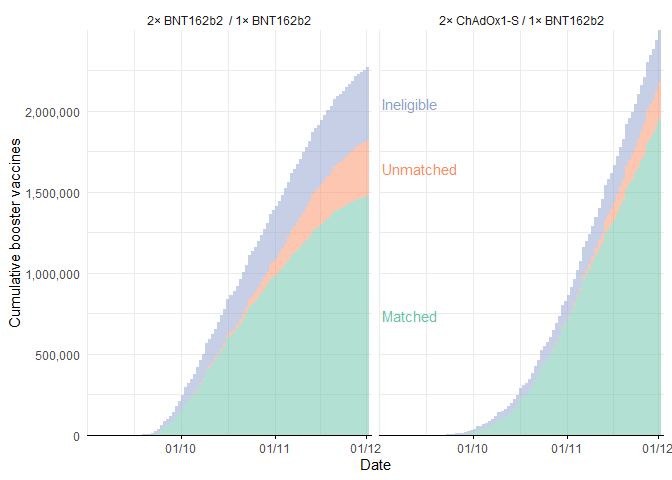 2× BNT162b2 / 1× BNT162b2
2× ChAdOx1-S / 1× BNT162b2
Cumulative booster vaccines
2,000,000
1,500,000
1,000,000
500,000
0
Ineligible
Unmatched
Matched
01/10
01/11
01/12
01/10
01/11
01/12
Date